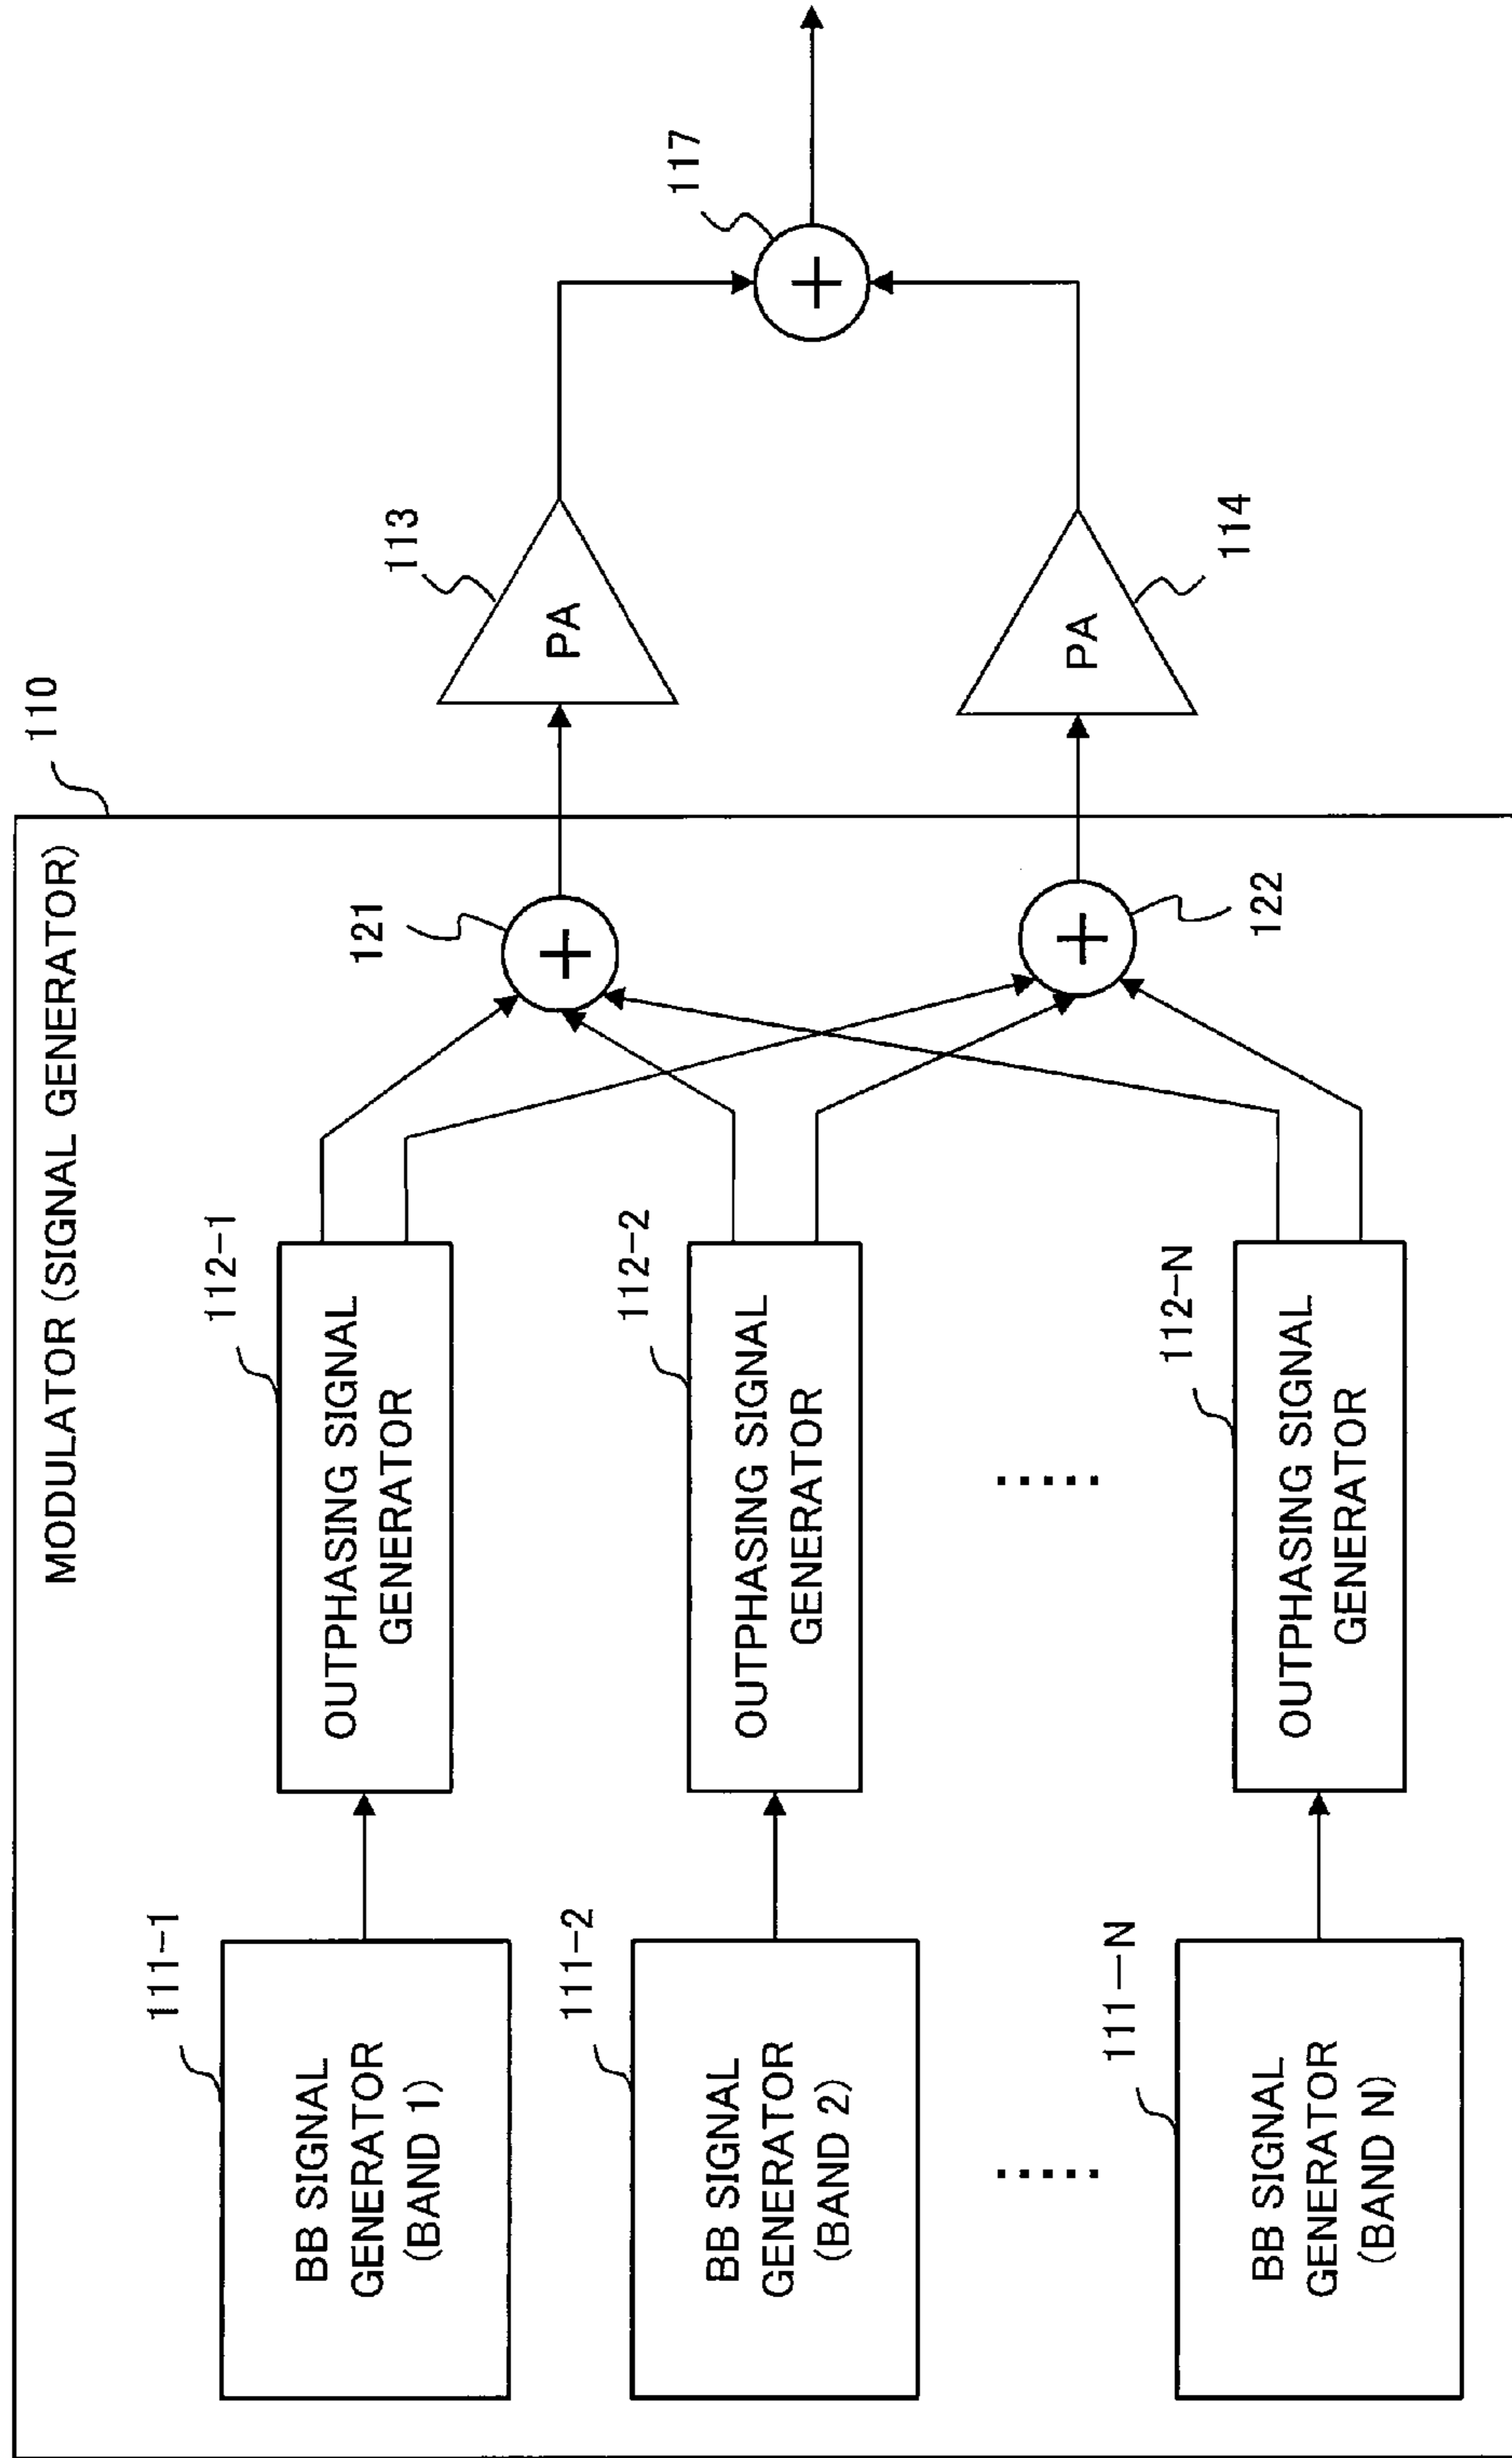 MODULATOR (SIGNAL GENERATOR)
110
111-1
BB SIGNAL
GENERATOR
(BAND 1)
112-1
OUTPHASING SIGNAL
GENERATOR
121
113
PA
117
111-2
BB SIGNAL
GENERATOR
(BAND 2)
112-2
OUTPHASING SIGNAL
GENERATOR
122
PA
114
111-N
BB SIGNAL
GENERATOR
(BAND N)
112-N
OUTPHASING SIGNAL
GENERATOR